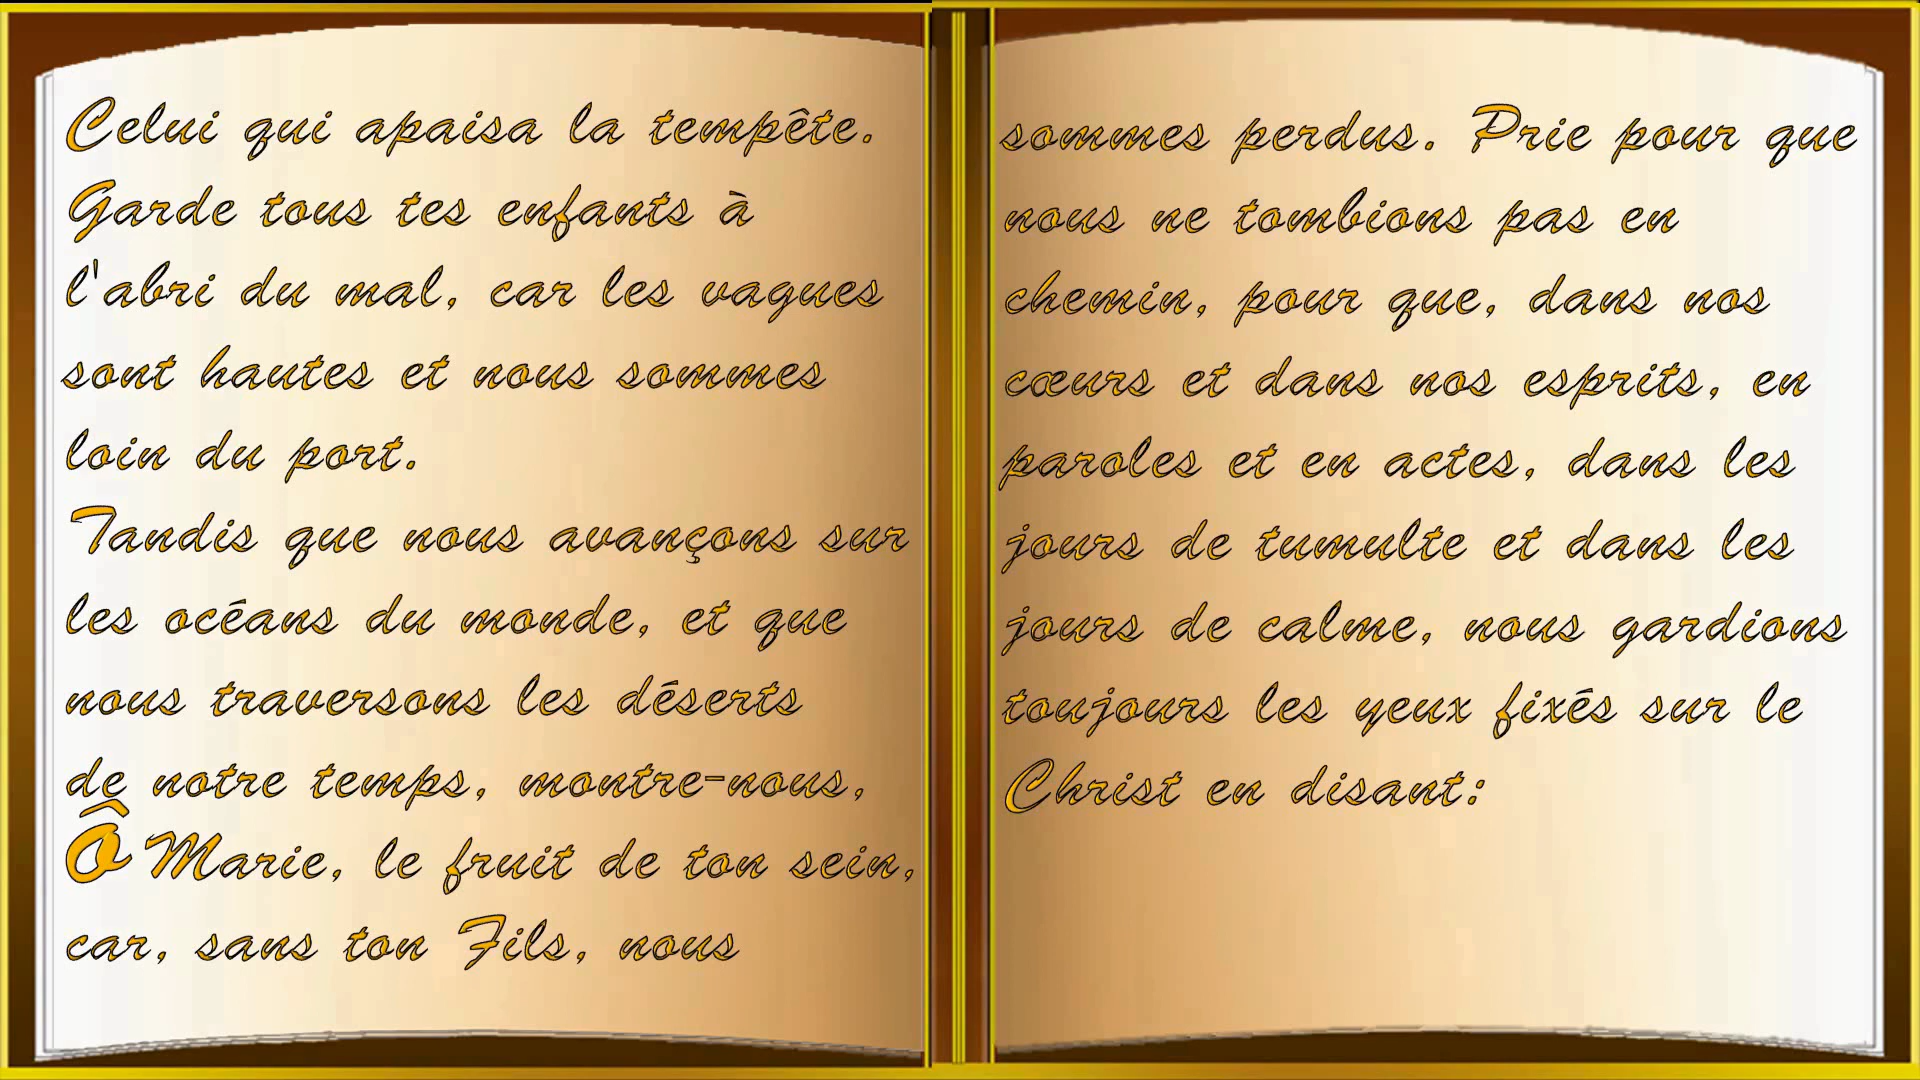 Celui qui apaisa la tempête.
Garde tous tes enfants à
l'abri du mal, car les vagues
sont hautes et nous sommes
loin du port.
Tandis que nous avançons sur
les océans du monde, et que
nous traversons les déserts
de notre temps, montre-nous,
Ô Marie, le fruit de ton sein,
car, sans ton Fils, nous
sommes perdus. Prie pour que
nous ne tombions pas en
chemin, pour que, dans nos
cœurs et dans nos esprits, en
paroles et en actes, dans les
jours de tumulte et dans les
jours de calme, nous gardions
toujours les yeux fixés sur le
Christ en disant: